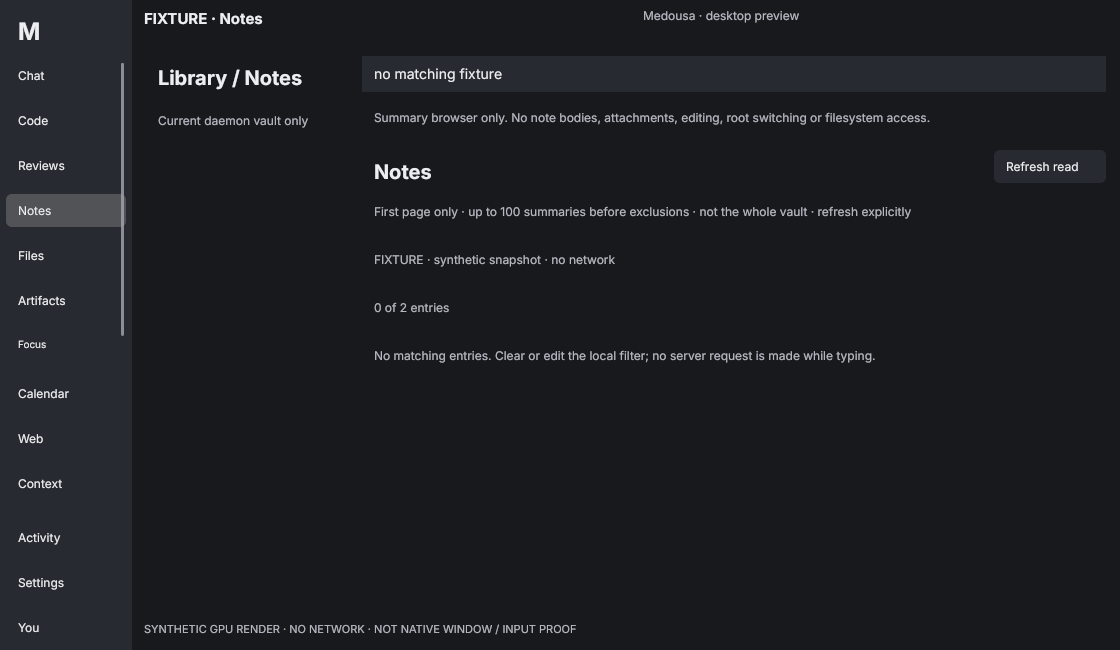 M
FIXTURE · Notes
Medousa · desktop preview
Chat
Code
Reviews
Notes
Files
Artifacts
Focus
Calendar
Web
Context
Activity
Settings
You
Library / Notes
Current daemon vault only
no matching fixture
Summary browser only. No note bodies, attachments, editing, root switching or filesystem access.
Notes
Refresh read
First page only · up to 100 summaries before exclusions · not the whole vault · refresh explicitly
FIXTURE · synthetic snapshot · no network
0 of 2 entries
No matching entries. Clear or edit the local filter; no server request is made while typing.
SYNTHETIC GPU RENDER · NO NETWORK · NOT NATIVE WINDOW / INPUT PROOF